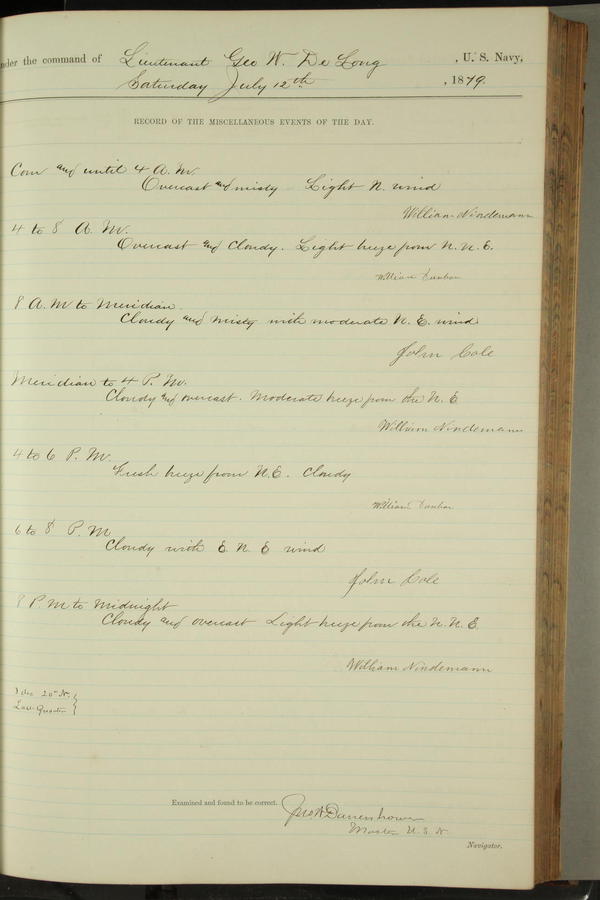 nder the command of Lieutenant Geo W. De Long, U. S. Navy,
Saturday July 12th, 1879.
RECORD OF THE MISCELLANEOUS EVENTS OF THE DAY.
Com and until 4 A. M.
Overcast and misty Light N. wind
William Nindemann
4 to 8 A. M.
Overcast and Cloudy. Light breeze from N. N. E.
William Dunbar
8 A. M to Meridian.
Cloudy and misty with moderate N. E. wind
John Cole
Meridian to 4 P. M.
Cloudy and overcast. Moderate breeze from the N. E
William Nindemann
4 to 6 P. M.
Fresh breeze from N. E. Cloudy
William Dunbar
6 to 8 P. M
Cloudy with E. N. E wind
John Cole
8 P. M to Midnight
Cloudy and overcast Light breeze from the N. N. E.
William Nindemann
dec 20° N.
Last Quarter
Examined and found to be correct. Jno. W Danenhower
Master U. S. N.
Navigator.